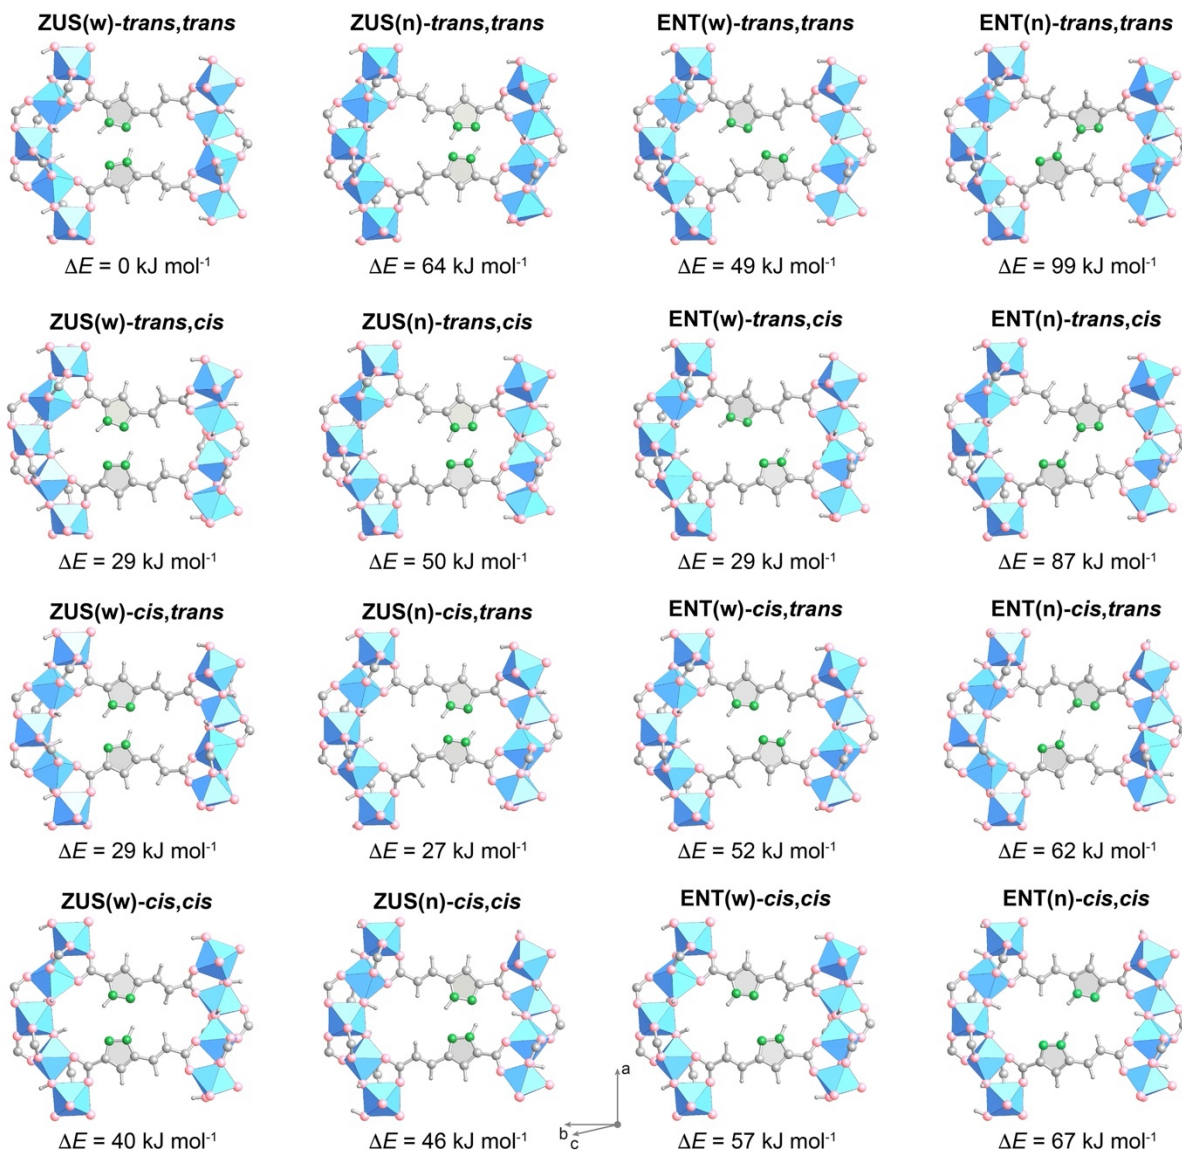 ZUS(w)-trans,trans
ZUS(n)-trans,trans
ENT(w)-trans,trans
ENT(n)-trans,trans
ΔE = 0 kJ mol⁻¹
ΔE = 64 kJ mol⁻¹
ΔE = 49 kJ mol⁻¹
ΔE = 99 kJ mol⁻¹
ZUS(w)-trans,cis
ZUS(n)-trans,cis
ENT(w)-trans,cis
ENT(n)-trans,cis
ΔE = 29 kJ mol⁻¹
ΔE = 50 kJ mol⁻¹
ΔE = 29 kJ mol⁻¹
ΔE = 87 kJ mol⁻¹
ZUS(w)-cis,trans
ZUS(n)-cis,trans
ENT(w)-cis,trans
ENT(n)-cis,trans
ΔE = 29 kJ mol⁻¹
ΔE = 27 kJ mol⁻¹
ΔE = 52 kJ mol⁻¹
ΔE = 62 kJ mol⁻¹
ZUS(w)-cis,cis
ZUS(n)-cis,cis
ENT(w)-cis,cis
ENT(n)-cis,cis
a
b
c
ΔE = 40 kJ mol⁻¹
ΔE = 46 kJ mol⁻¹
ΔE = 57 kJ mol⁻¹
ΔE = 67 kJ mol⁻¹